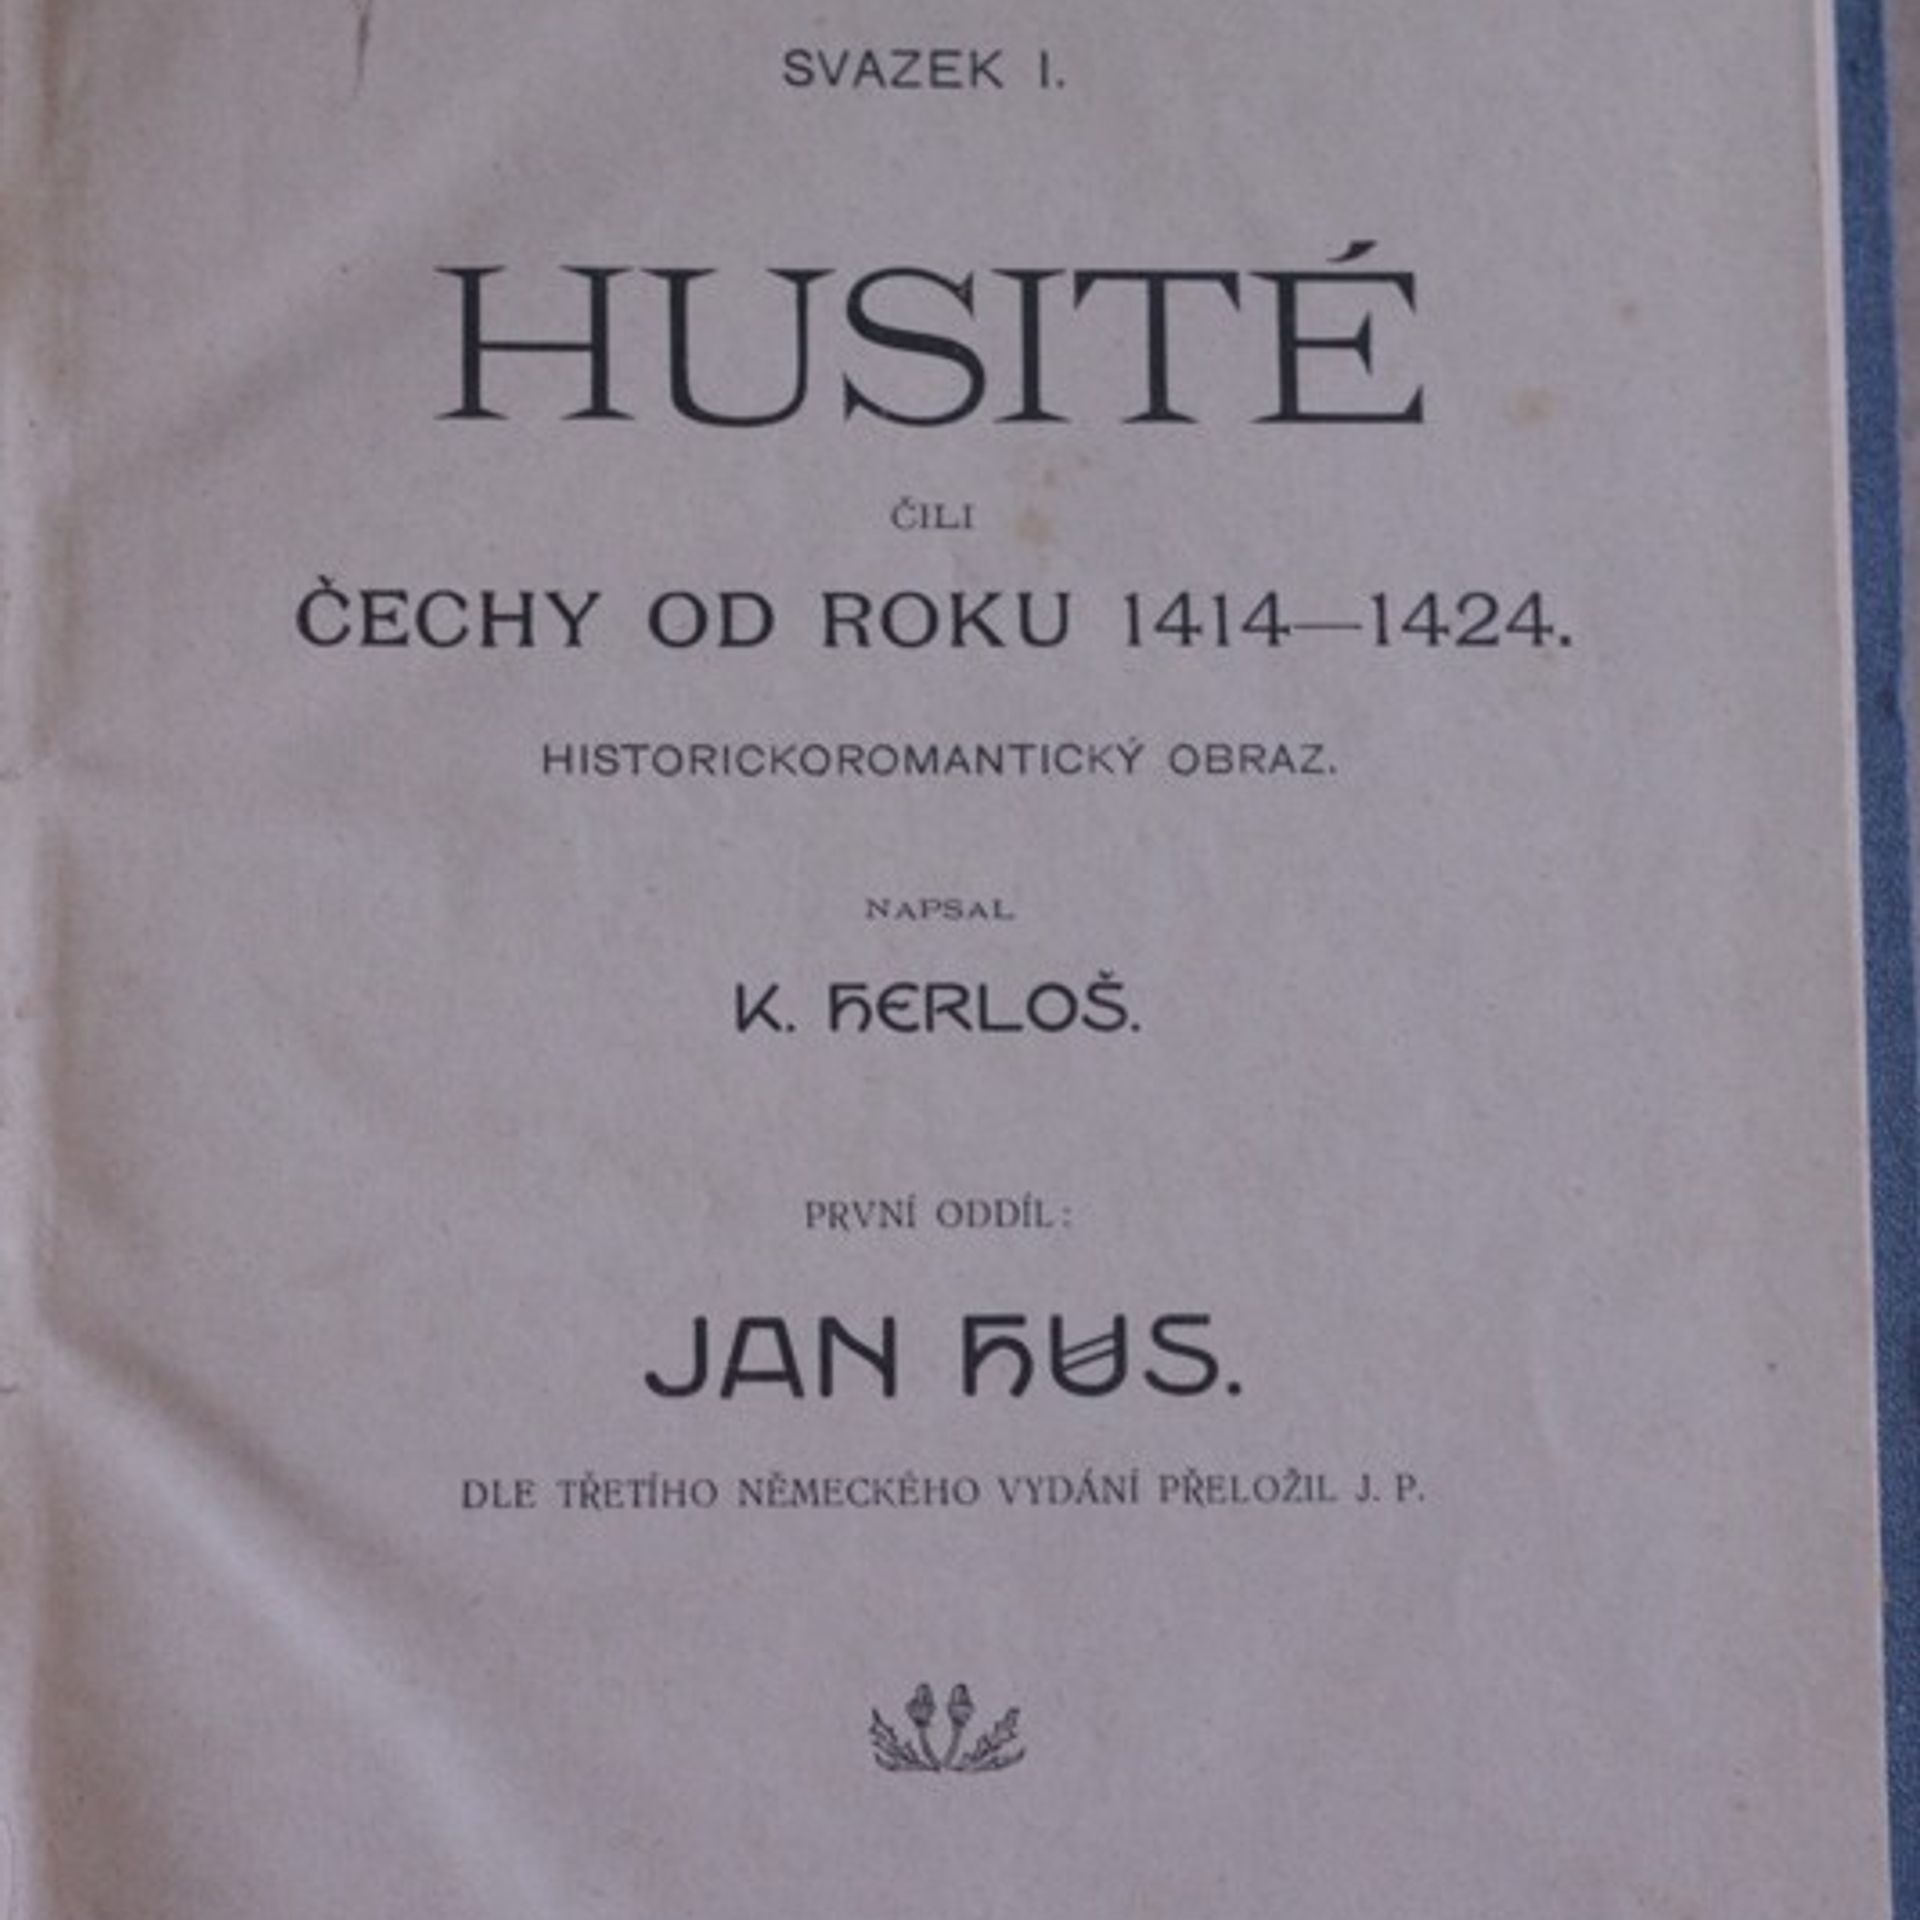 SVAZEK I.
HUSITÉ
ČILI
ČECHY OD ROKU 1414—1424.
HISTORICKOROMANTICKÝ OBRAZ.
NAPSAL
K. HERLOŠ.
PRVNÍ ODDÍL:
JAN HUS.
DLE TŘETÍHO NĚMECKÉHO VYDÁNÍ PŘELOŽIL J. P.